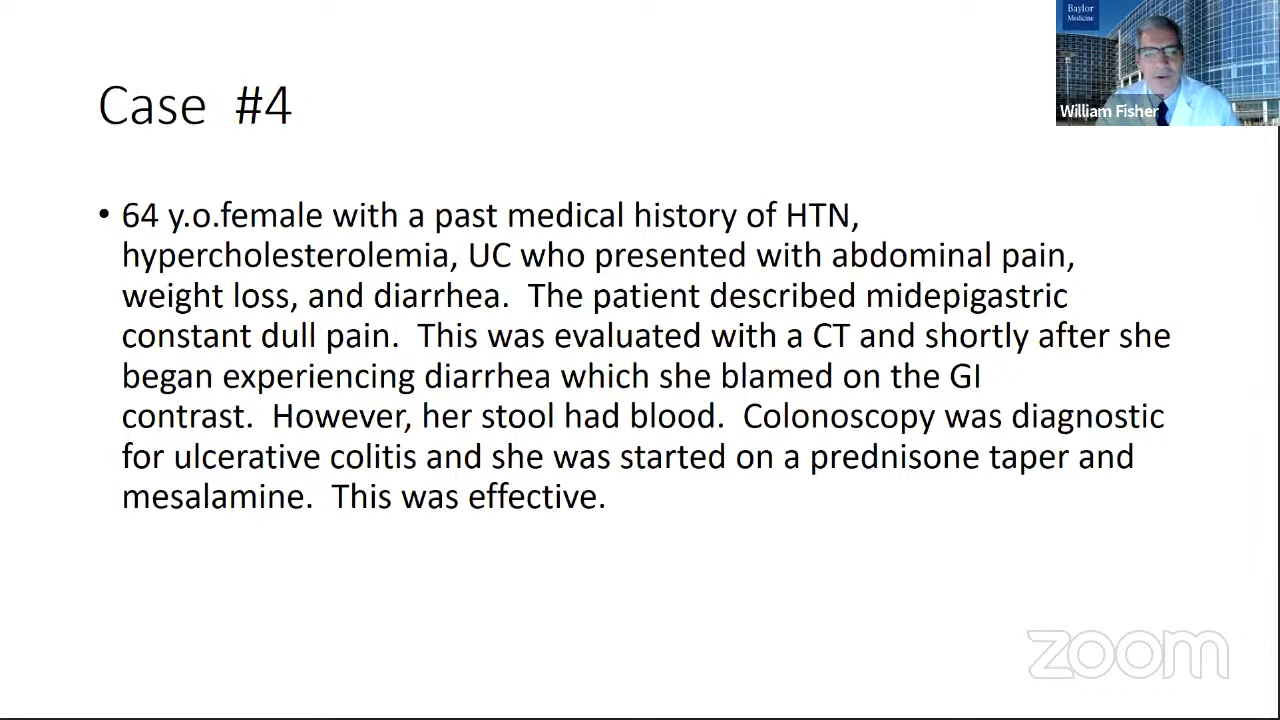 Baylor
Medicine
William Fisher
Case #4
• 64 y.o.female with a past medical history of HTN,
hypercholesterolemia, UC who presented with abdominal pain,
weight loss, and diarrhea. The patient described midepigastric
constant dull pain. This was evaluated with a CT and shortly after she
began experiencing diarrhea which she blamed on the GI
contrast. However, her stool had blood. Colonoscopy was diagnostic
for ulcerative colitis and she was started on a prednisone taper and
mesalamine. This was effective.
zoom